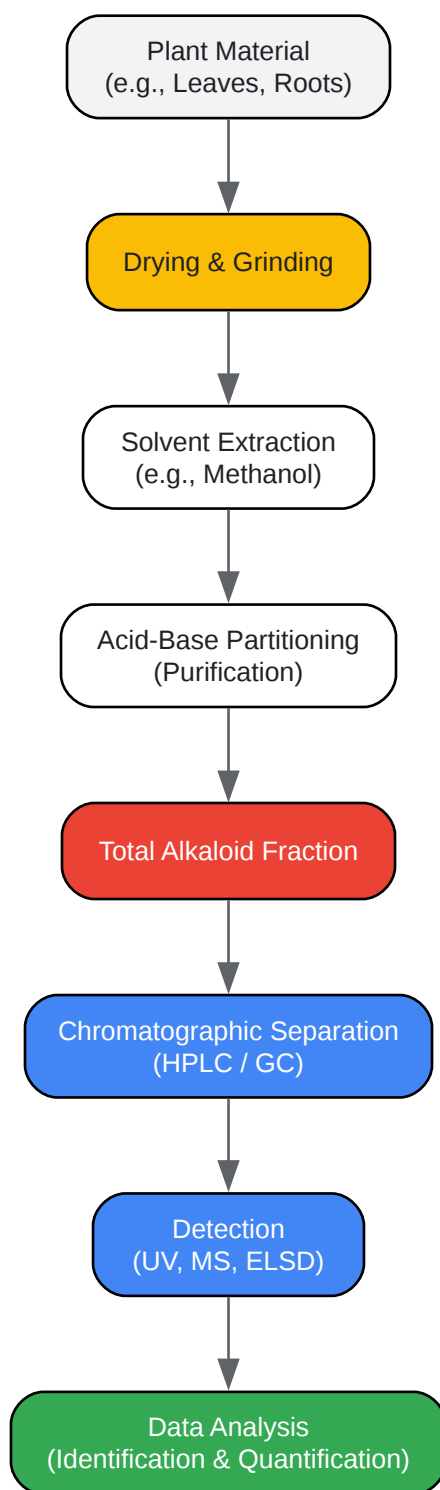 Plant Material
(e.g., Leaves, Roots)
Drying & Grinding
Solvent Extraction
(e.g., Methanol)
Acid-Base Partitioning
(Purification)
Total Alkaloid Fraction
Chromatographic Separation
(HPLC / GC)
Detection
(UV, MS, ELSD)
Data Analysis
(Identification & Quantification)